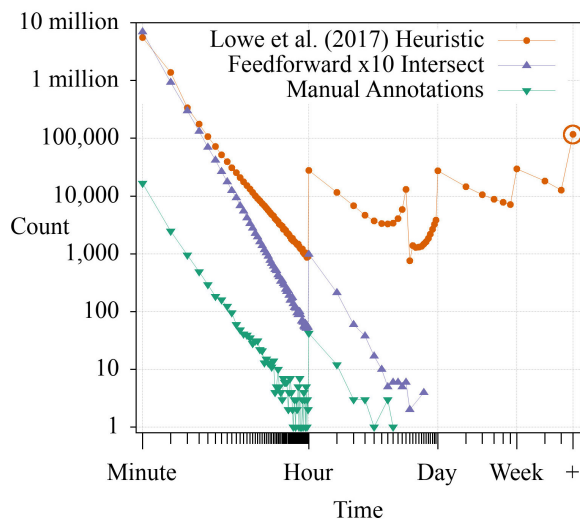 10 million
1 million
100,000
10,000
Count
1,000
100
10
1
Lowe et al. (2017) Heuristic
Feedforward x10 Intersect
Manual Annotations
Minute Hour Day Week +
Time